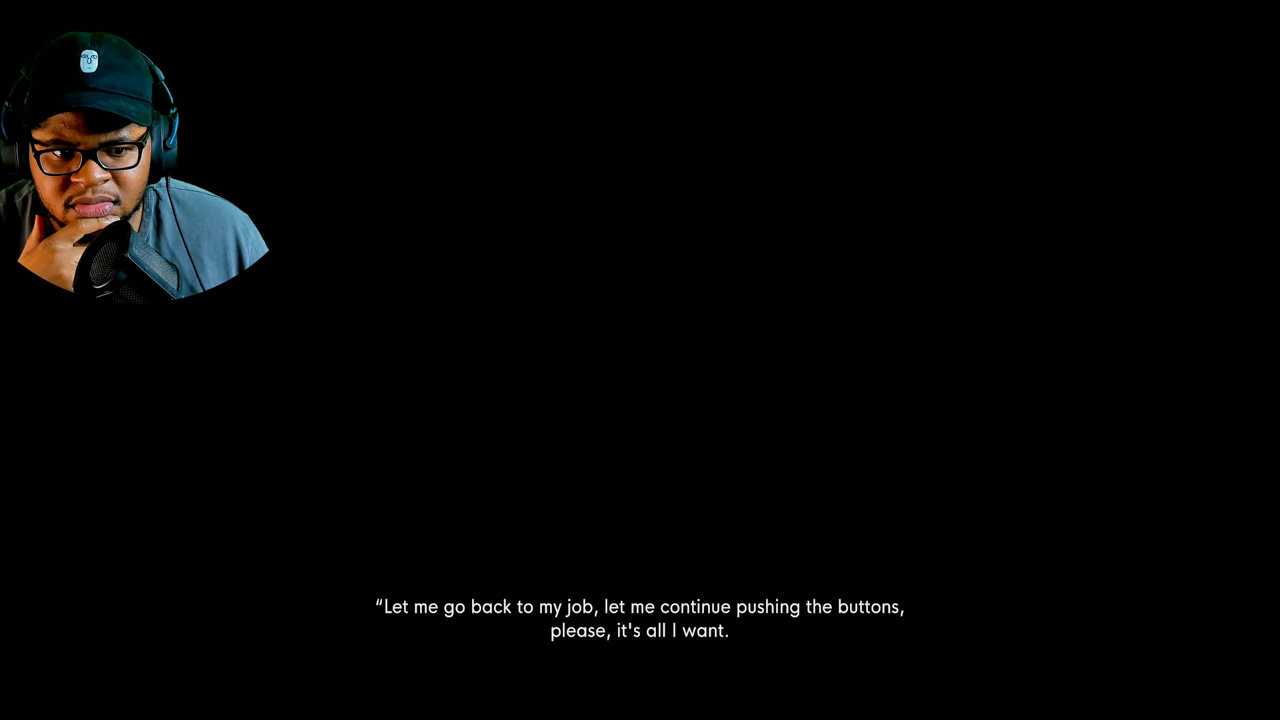 “Let me go back to my job, let me continue pushing the buttons,
please, it's all I want.